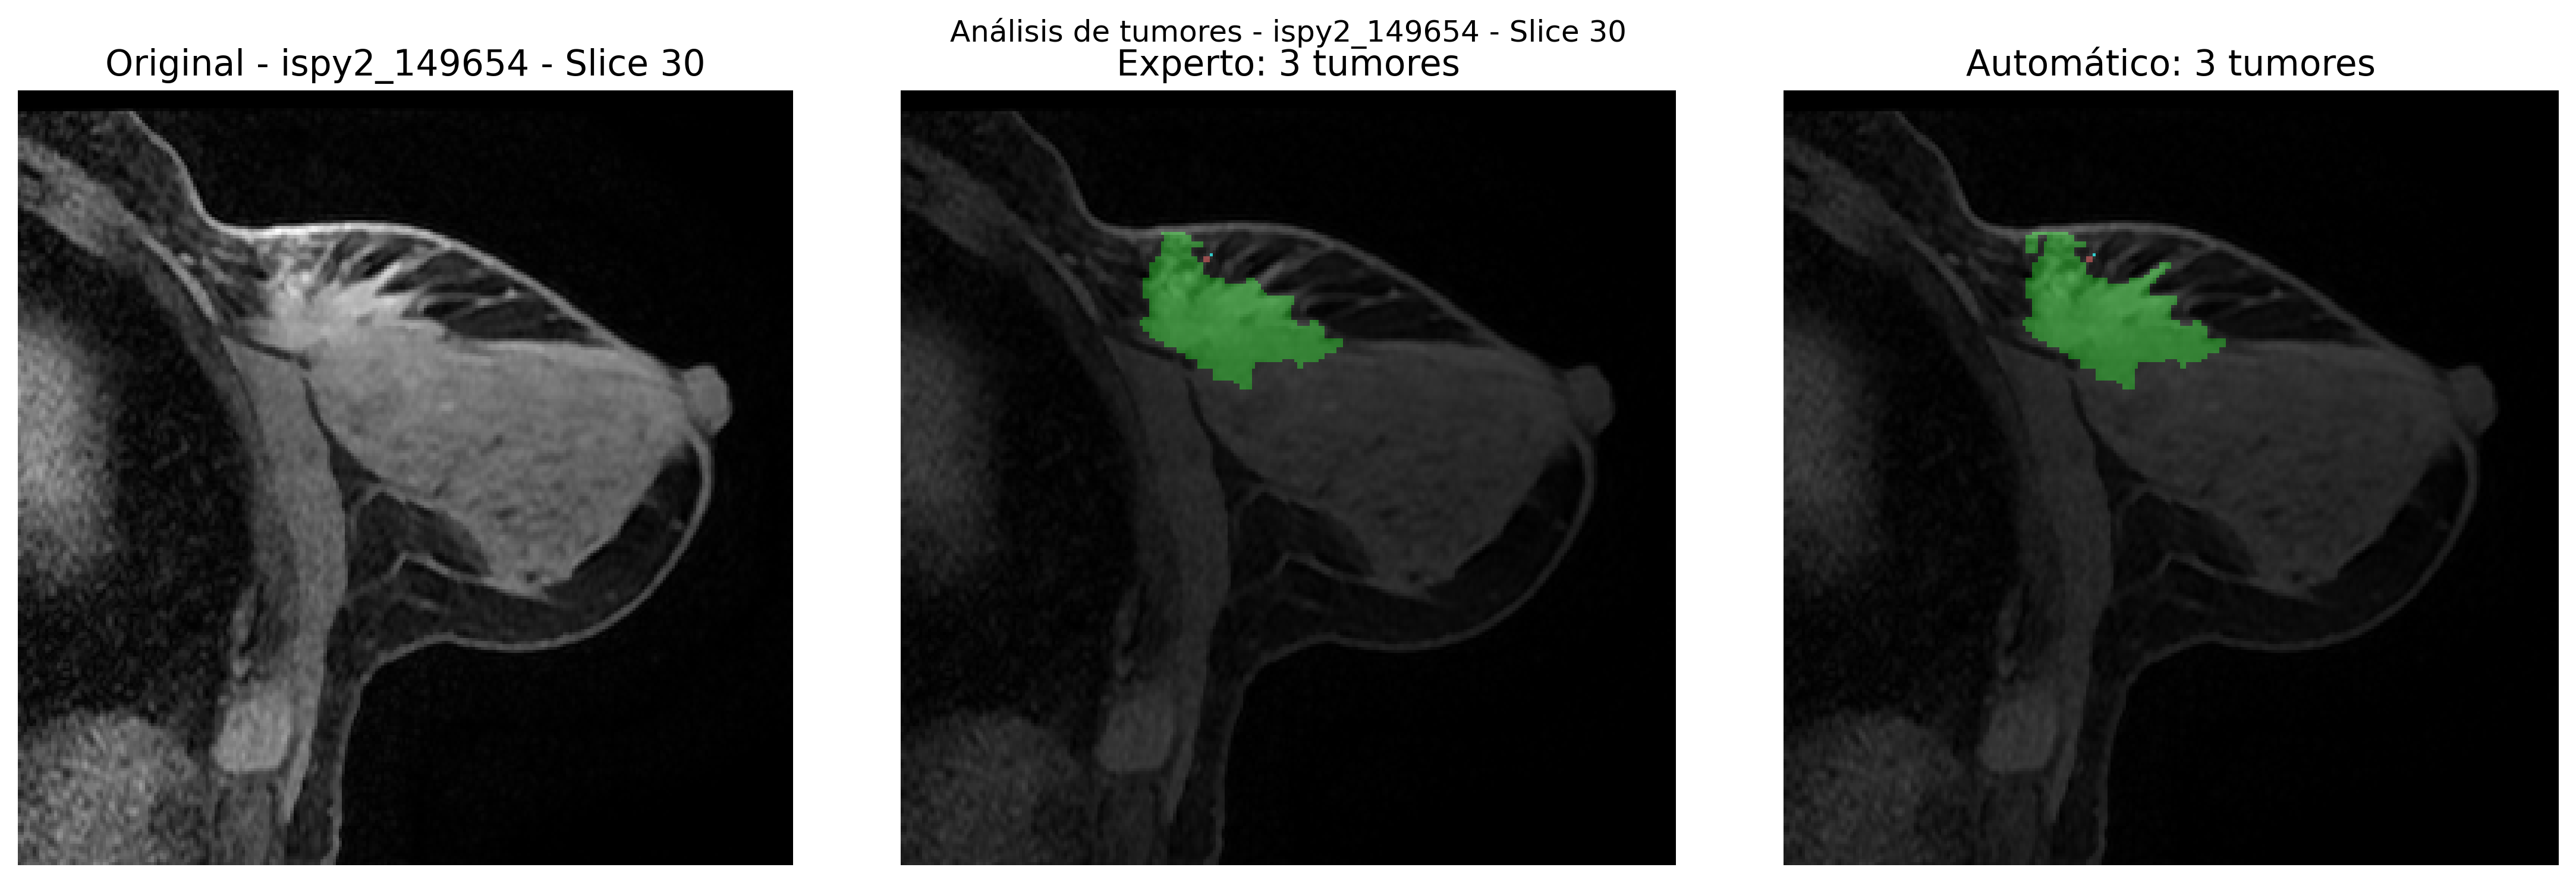 Análisis de tumores - ispy2_149654 - Slice 30
Original - ispy2_149654 - Slice 30
Experto: 3 tumores
Automático: 3 tumores